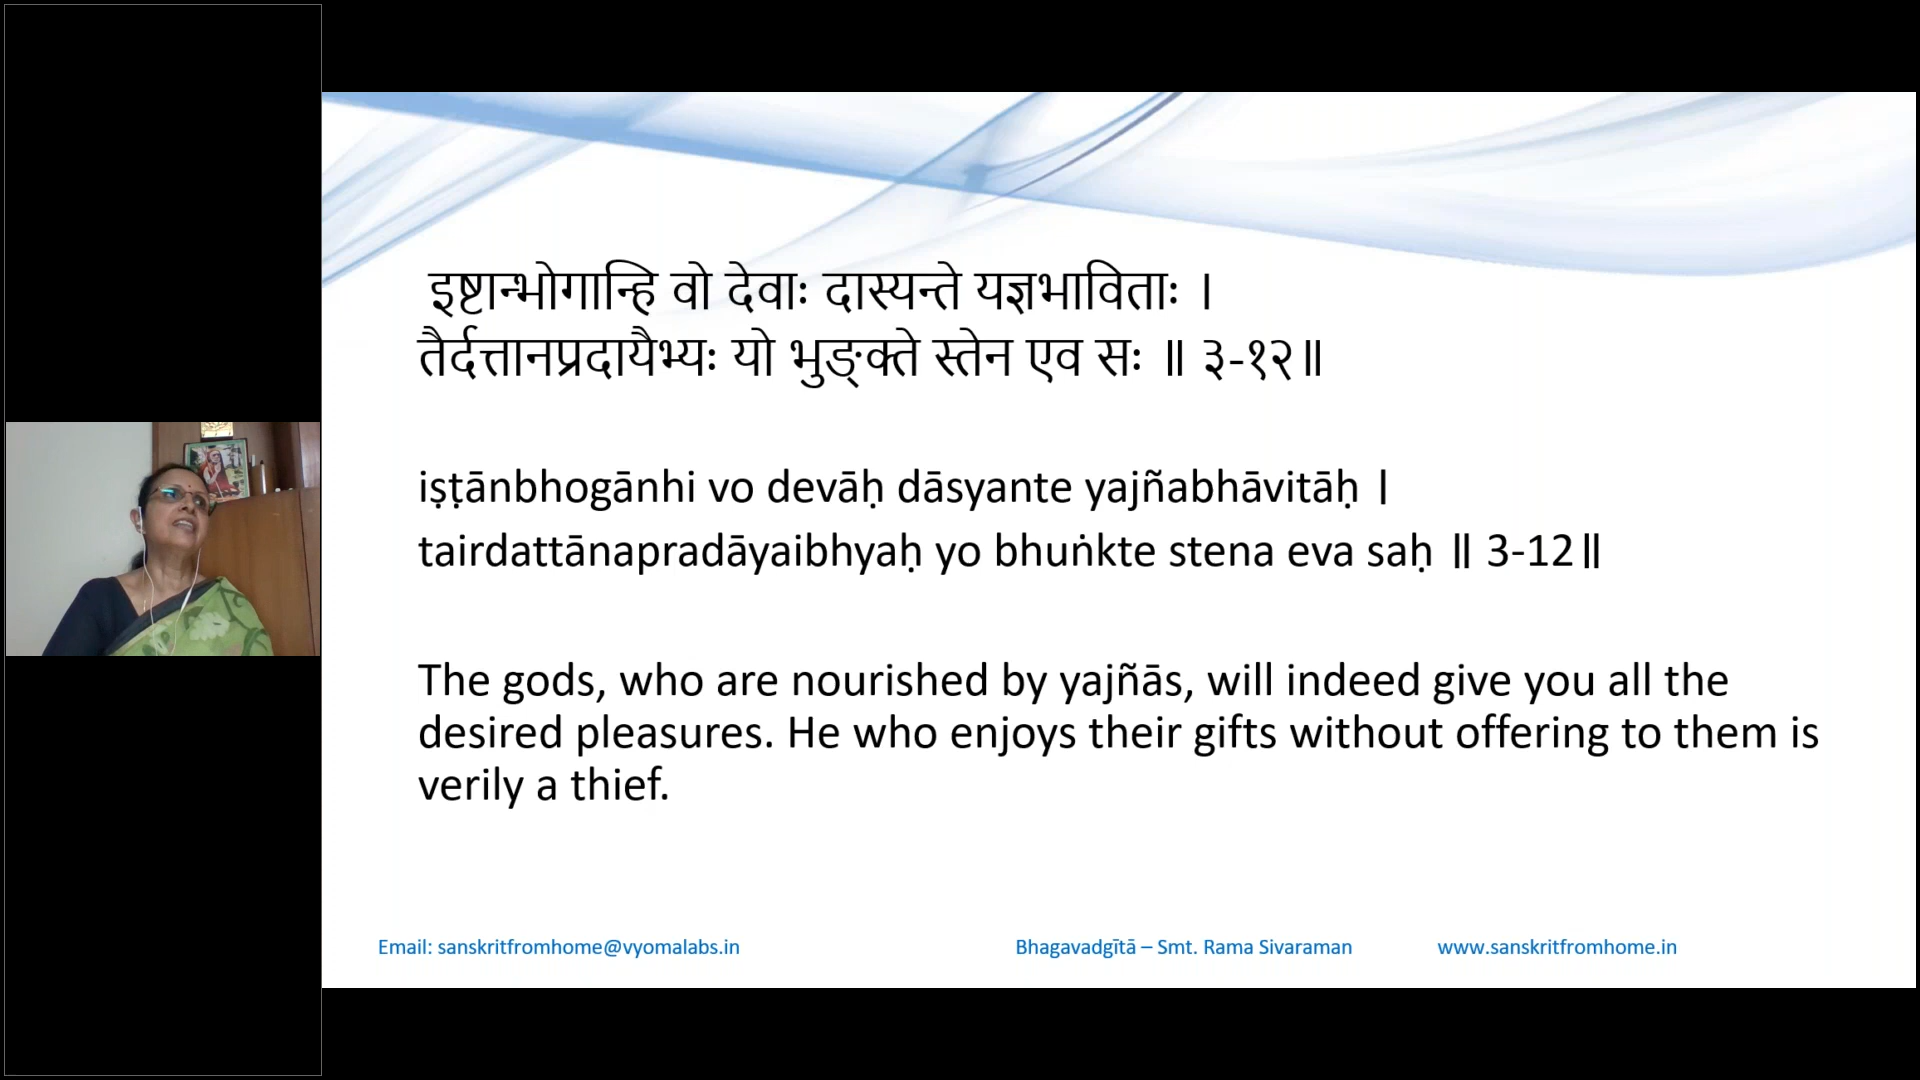 इष्टान्भोगान्हि वो देवाः दास्यन्ते यज्ञभाविताः ।
तैर्दत्तानप्रदायैभ्यः यो भुङ्क्ते स्तेन एव सः ॥ ३-१२॥
iṣṭānbhogānhi vo devāḥ dāsyante yajñabhāvitāḥ ।
tairdattānapradāyaibhyaḥ yo bhuṅkte stena eva saḥ ॥ 3-12॥
The gods, who are nourished by yajñās, will indeed give you all the
desired pleasures. He who enjoys their gifts without offering to them is
verily a thief.
Email: sanskritfromhome@vyomalabs.in Bhagavadgītā – Smt. Rama Sivaraman www.sanskritfromhome.in